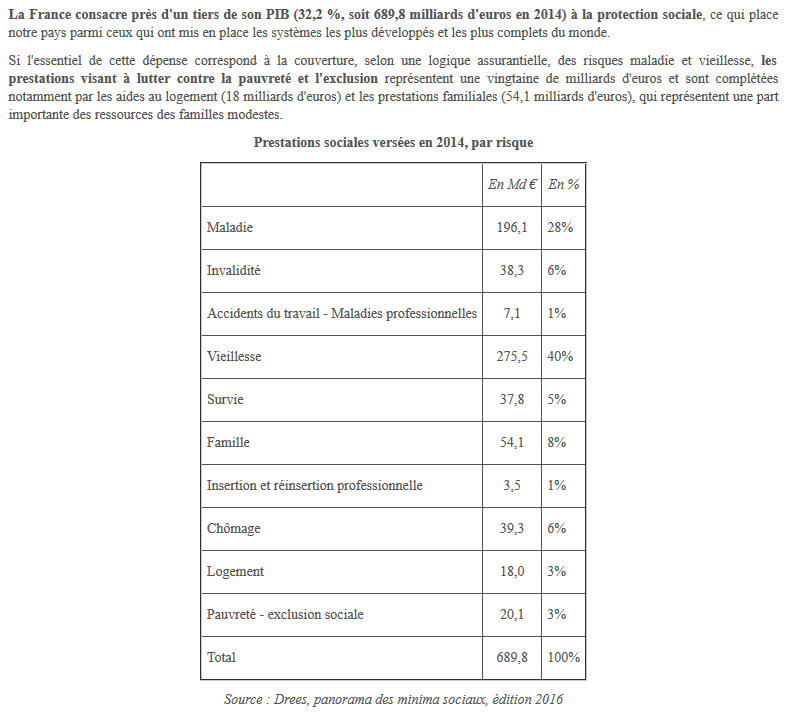 La France consacre près d'un tiers de son PIB (32,2 %, soit 689,8 milliards d'euros en 2014) à la protection sociale, ce qui place
notre pays parmi ceux qui ont mis en place les systèmes les plus développés et les plus complets du monde.
Si l'essentiel de cette dépense correspond à la couverture, selon une logique assurantielle, des risques maladie et vieillesse, les
prestations visant à lutter contre la pauvreté et l'exclusion représentent une vingtaine de milliards d'euros et sont complétées
notamment par les aides au logement (18 milliards d'euros) et les prestations familiales (54,1 milliards d'euros), qui représentent une part
importante des ressources des familles modestes.
Prestations sociales versées en 2014, par risque
En Md € En %
Maladie 196,1 28%
Invalidité 38,3 6%
Accidents du travail - Maladies professionnelles 7,1 1%
Vieillesse 275,5 40%
Survie 37,8 5%
Famille 54,1 8%
Insertion et réinsertion professionnelle 3,5 1%
Chômage 39,3 6%
Logement 18,0 3%
Pauvreté - exclusion sociale 20,1 3%
Total 689,8 100%
Source : Drees, panorama des minima sociaux, édition 2016